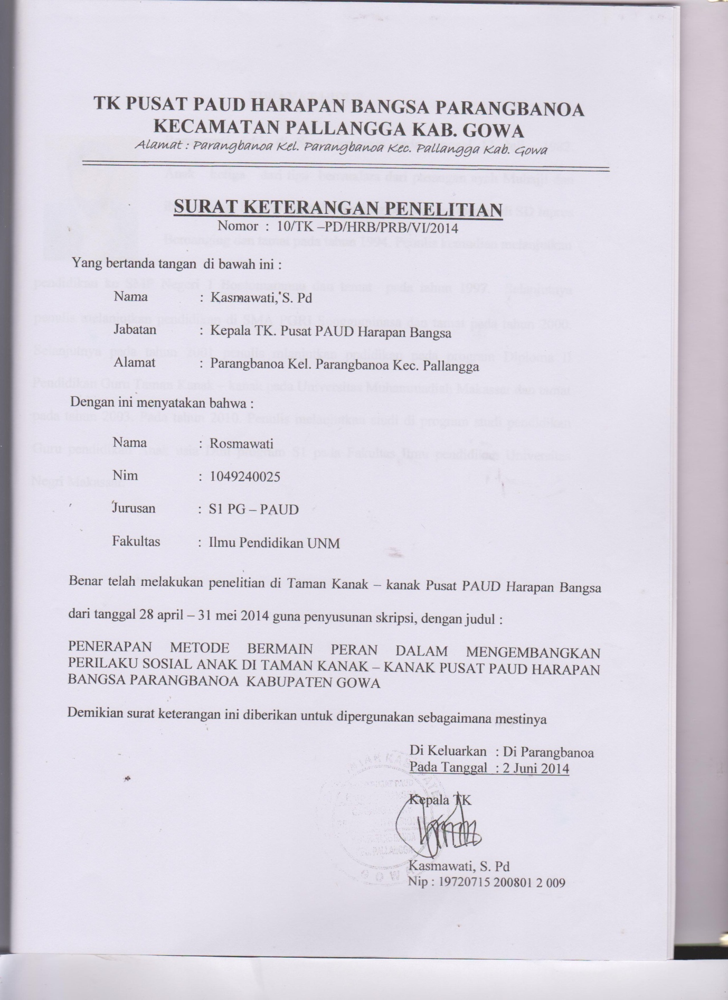 TK PUSAT PAUD HARAPAN BANGSA PARANGBANOA
KECAMATAN PALLANGGA KAB. GOWA
Alamat : Parangbanoa Kel. Parangbanoa Kec. Pallangga Kab. Gowa
SURAT KETERANGAN PENELITIAN
Nomor : 10/TK –PD/HRB/PRB/VI/2014
Yang bertanda tangan di bawah ini :
Nama : Kasmawati, S. Pd
Jabatan : Kepala TK. Pusat PAUD Harapan Bangsa
Alamat : Parangbanoa Kel. Parangbanoa Kec. Pallangga
Dengan ini menyatakan bahwa :
Nama : Rosmawati
Nim : 1049240025
Jurusan : S1 PG – PAUD
Fakultas : Ilmu Pendidikan UNM
Benar telah melakukan penelitian di Taman Kanak – kanak Pusat PAUD Harapan Bangsa
dari tanggal 28 april – 31 mei 2014 guna penyusunan skripsi, dengan judul :
PENERAPAN METODE BERMAIN PERAN DALAM MENGEMBANGKAN
PERILAKU SOSIAL ANAK DI TAMAN KANAK – KANAK PUSAT PAUD HARAPAN
BANGSA PARANGBANOA KABUPATEN GOWA
Demikian surat keterangan ini diberikan untuk dipergunakan sebagaimana mestinya
Di Keluarkan : Di Parangbanoa
Pada Tanggal : 2 Juni 2014
Kepala TK
PALLANGGA
GOWA
Kasmawati, S. Pd
Nip : 19720715 200801 2 009